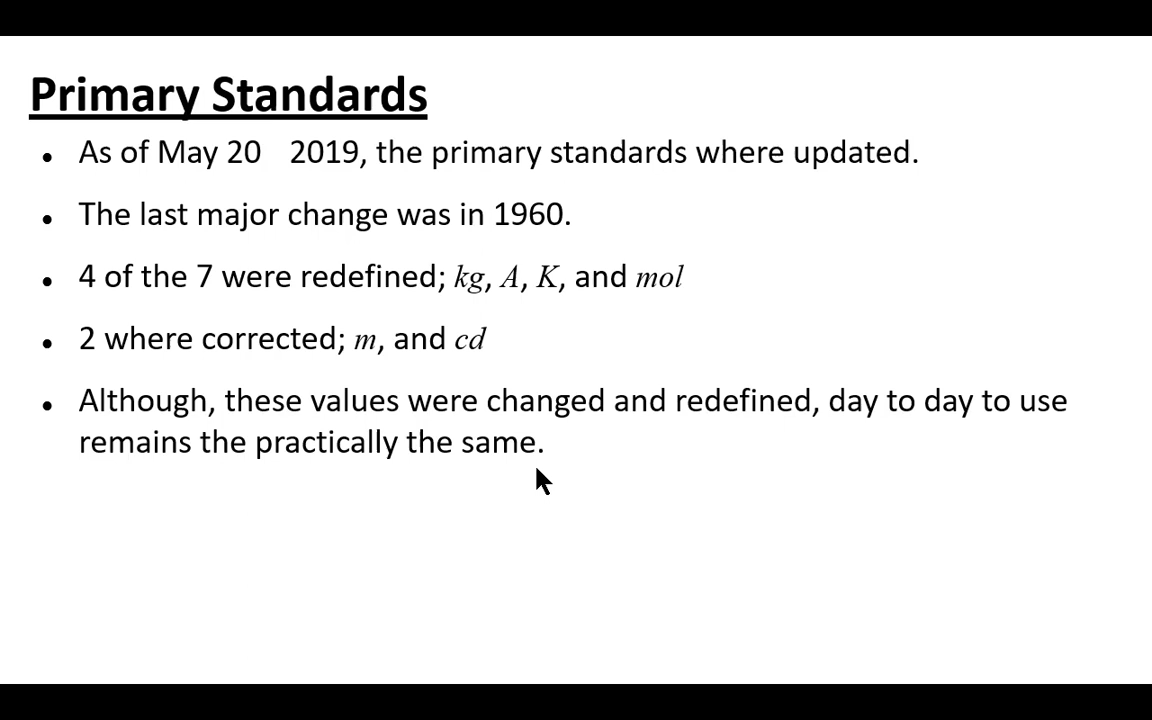 Primary Standards
• As of May 20 2019, the primary standards where updated.
• The last major change was in 1960.
• 4 of the 7 were redefined; kg, A, K, and mol
• 2 where corrected; m, and cd
• Although, these values were changed and redefined, day to day to use
remains the practically the same.